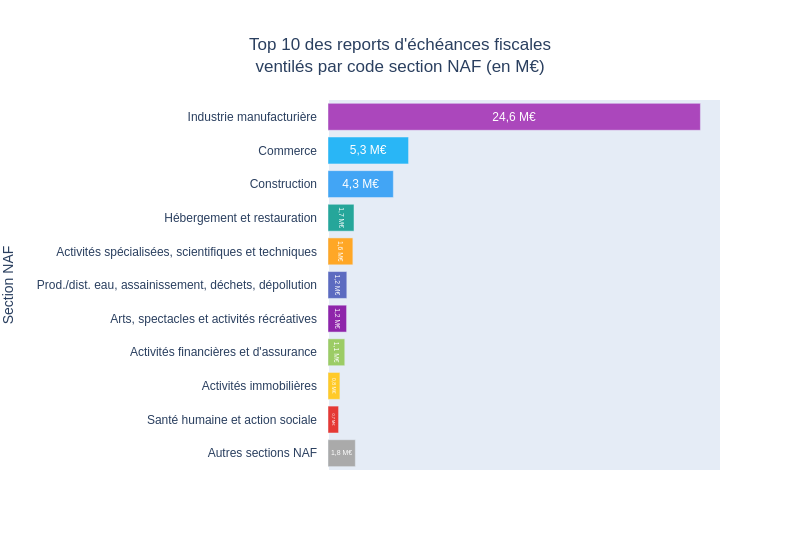 Top 10 des reports d'échéances fiscales
ventilés par code section NAF (en M€)
Section NAF
Industrie manufacturière 24,6 M€
Commerce 5,3 M€
Construction 4,3 M€
Hébergement et restauration 1,7 M€
Activités spécialisées, scientifiques et techniques 1,6 M€
Prod./dist. eau, assainissement, déchets, dépollution 1,2 M€
Arts, spectacles et activités récréatives 1,2 M€
Activités financières et d'assurance 1,1 M€
Activités immobilières
Santé humaine et action sociale
Autres sections NAF 1,8 M€